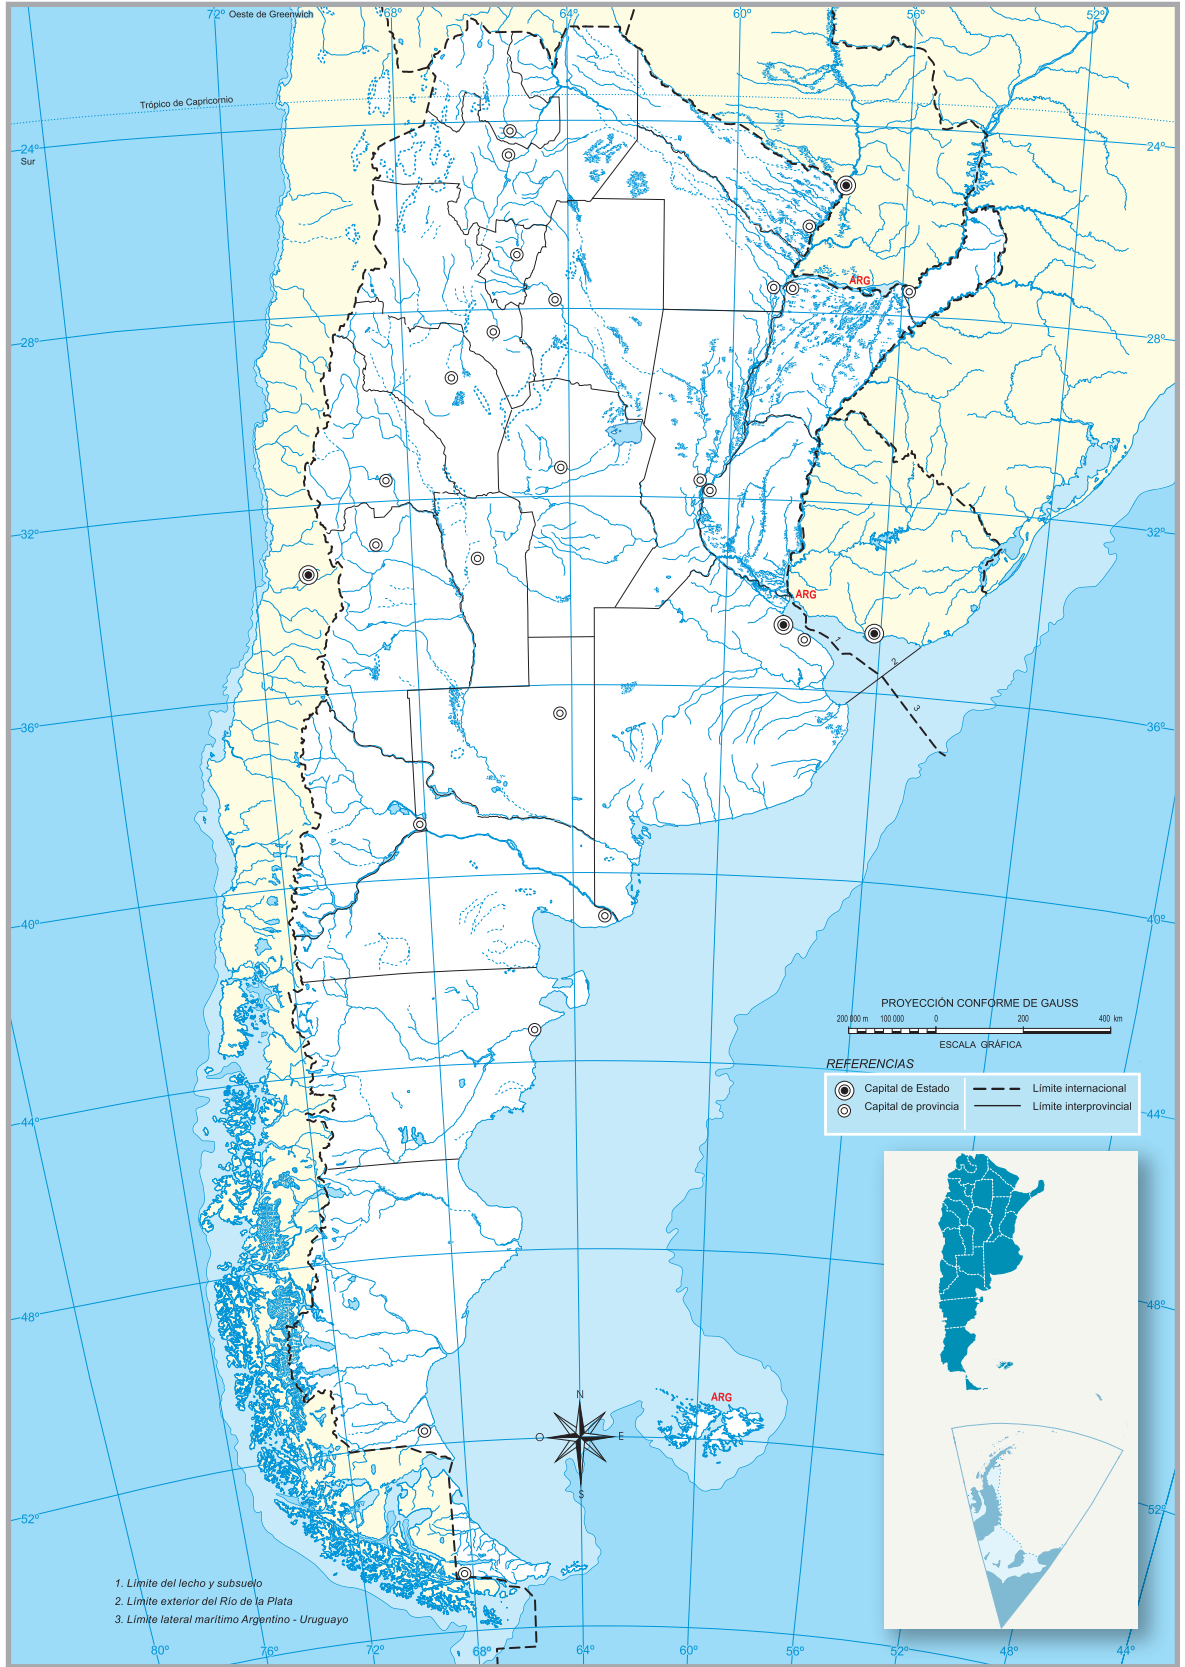 72°
Oeste de Greenwich
68°
64°
60°
56°
52°
Trópico de Capricornio
24°
24°
Sur
ARG
28°
28°
32°
32°
ARG
1
2
3
36°
36°
40°
40°
PROYECCIÓN CONFORME DE GAUSS
200 000 m
100 000
0
200
400 km
ESCALA GRÁFICA
REFERENCIAS
Capital de Estado
Límite internacional
Capital de provincia
Límite interprovincial
44°
44°
48°
48°
ARG
N
O
E
S
52°
52°
1. Límite del lecho y subsuelo
2. Límite exterior del Río de la Plata
3. Límite lateral marítimo Argentino - Uruguayo
80°
76°
72°
68°
64°
60°
56°
52°
48°
44°